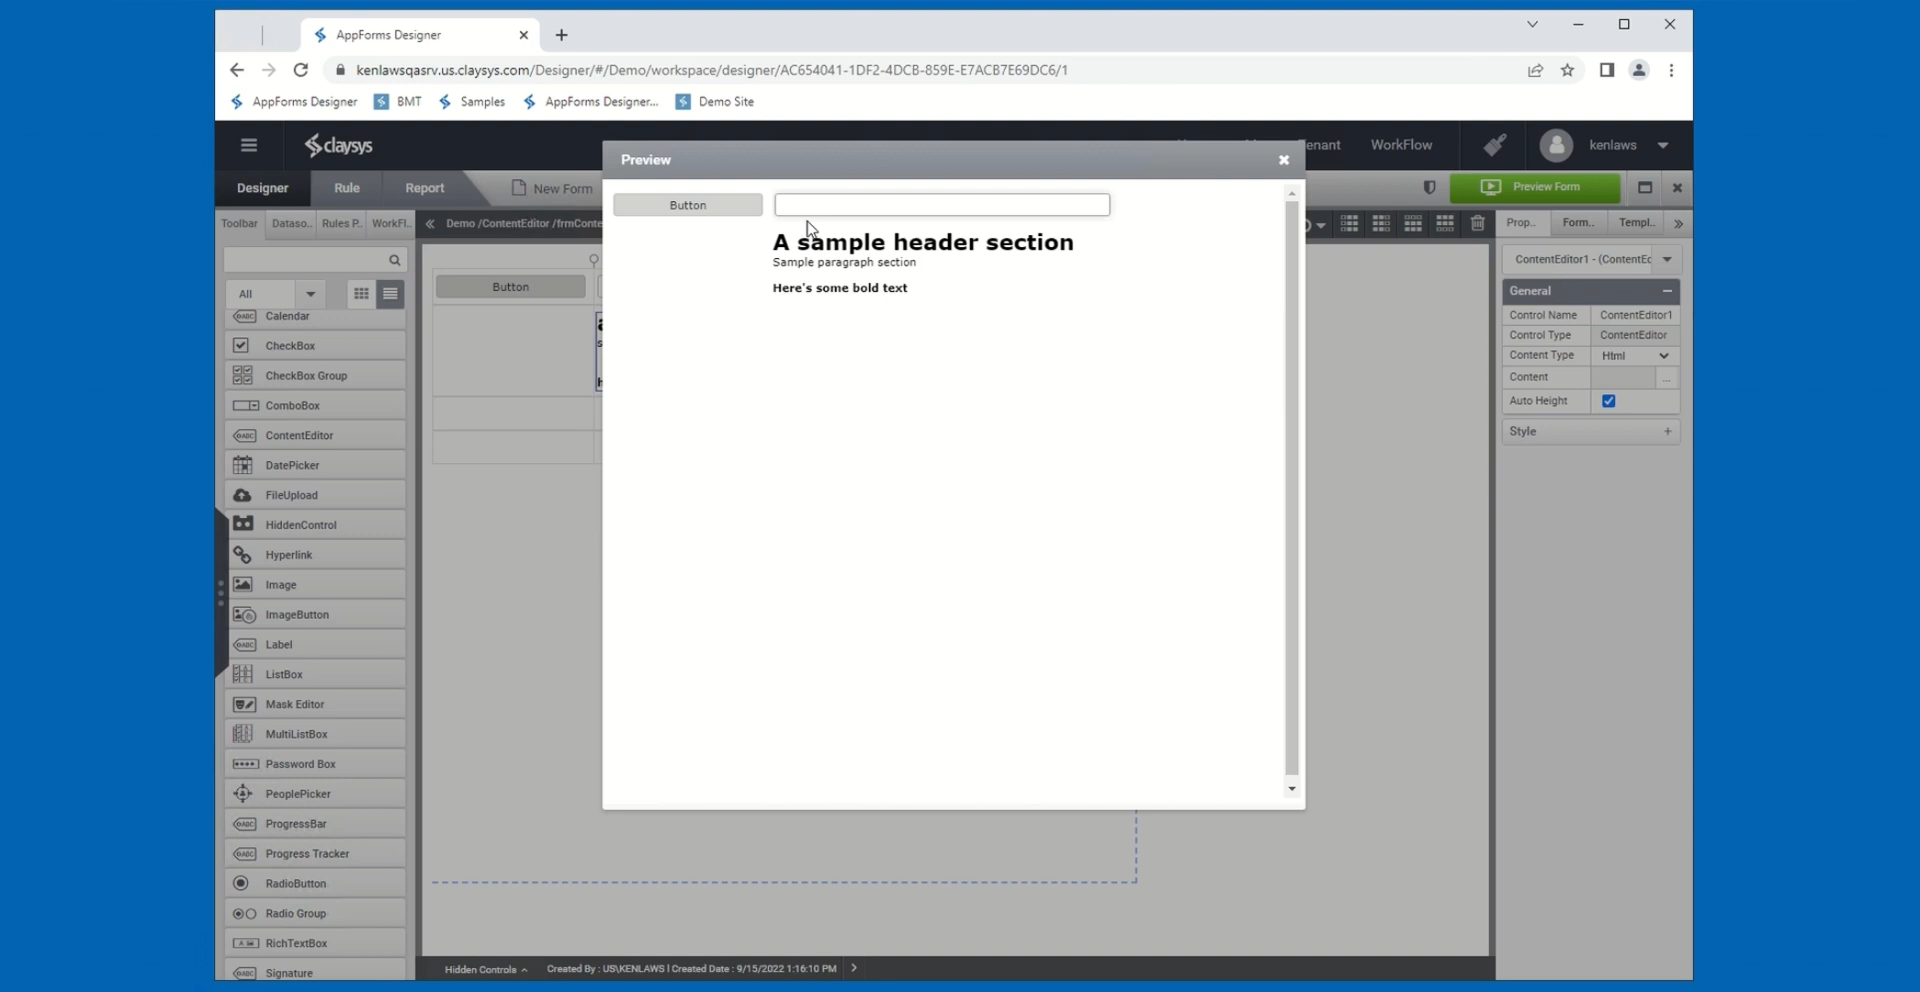 AppForms Designer
kenlawsqasrv.us.claysys.com/Designer/#/Demo/workspace/designer/AC654041-1DF2-4DCB-859E-E7ACB7E69DC6/1
AppForms Designer BMT Samples AppForms Designer... Demo Site
claysys Tenant WorkFlow kenlaws
Preview
Designer Rule Report New Form Preview Form
Button
Toolbar Dataso.. Rules P.. WorkFl.. Demo /ContentEditor /frmConte Prop.. Form.. Templ..
A sample header section
Sample paragraph section
Here's some bold text
ContentEditor1 - (ContentEc
All
Button
General
Control Name ContentEditor1
Control Type ContentEditor
Content Type Html
Content ...
Auto Height
Style
Calendar
CheckBox
CheckBox Group
ComboBox
ContentEditor
DatePicker
FileUpload
HiddenControl
Hyperlink
Image
ImageButton
Label
ListBox
Mask Editor
MultiListBox
Password Box
PeoplePicker
ProgressBar
Progress Tracker
RadioButton
Radio Group
RichTextBox
Signature
Hidden Controls Created By : US\KENLAWS | Created Date : 9/15/2022 1:16:10 PM